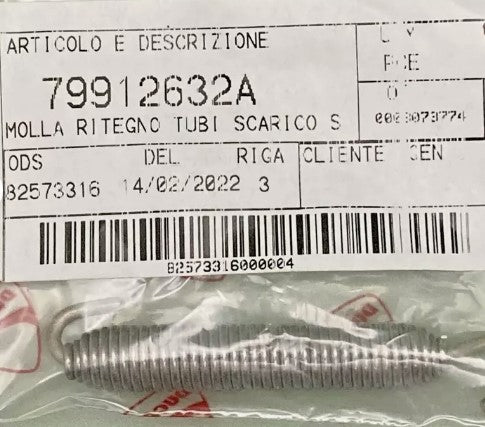 ARTICOLO E DESCRIZIONE
79912632A
MOLLA RITEGNO TUBI SCARICO S
ODS DEL. RIGA CLIENTE
82573316 14/02/2022 3
82573316000004